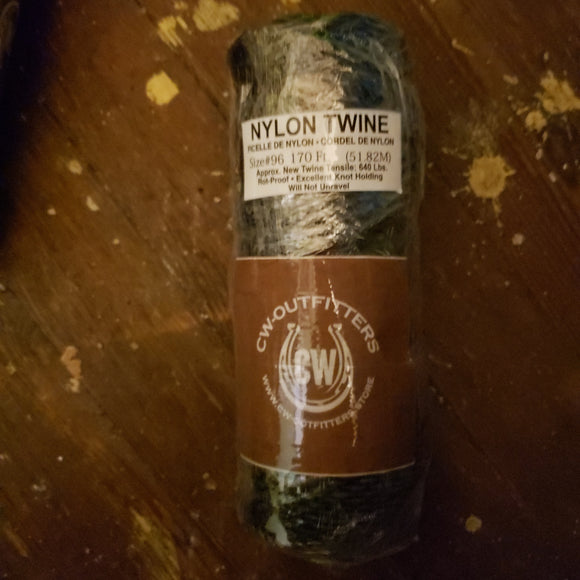 NYLON TWINE
FICELLE DE NYLON • CORDEL DE NYLON
Size#96 170 Ft. (51.82M)
Approx. New Twine Tensile: 640 Lbs.
Rot-Proof • Excellent Knot Holding
Will Not Unravel
CW-OUTFITTERS
CW
WWW.CW-OUTFITTERS.STORE